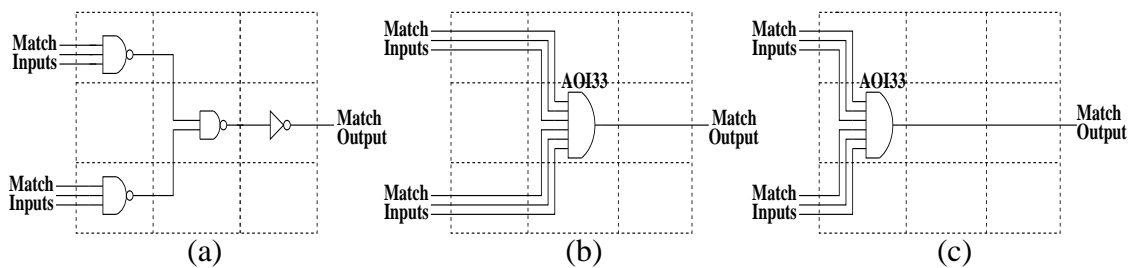 Match
Inputs
Match
Output
Match
Inputs
(a)
Match
Inputs
AOI33
Match
Output
Match
Inputs
(b)
Match
Inputs
AOI33
Match
Output
Match
Inputs
(c)